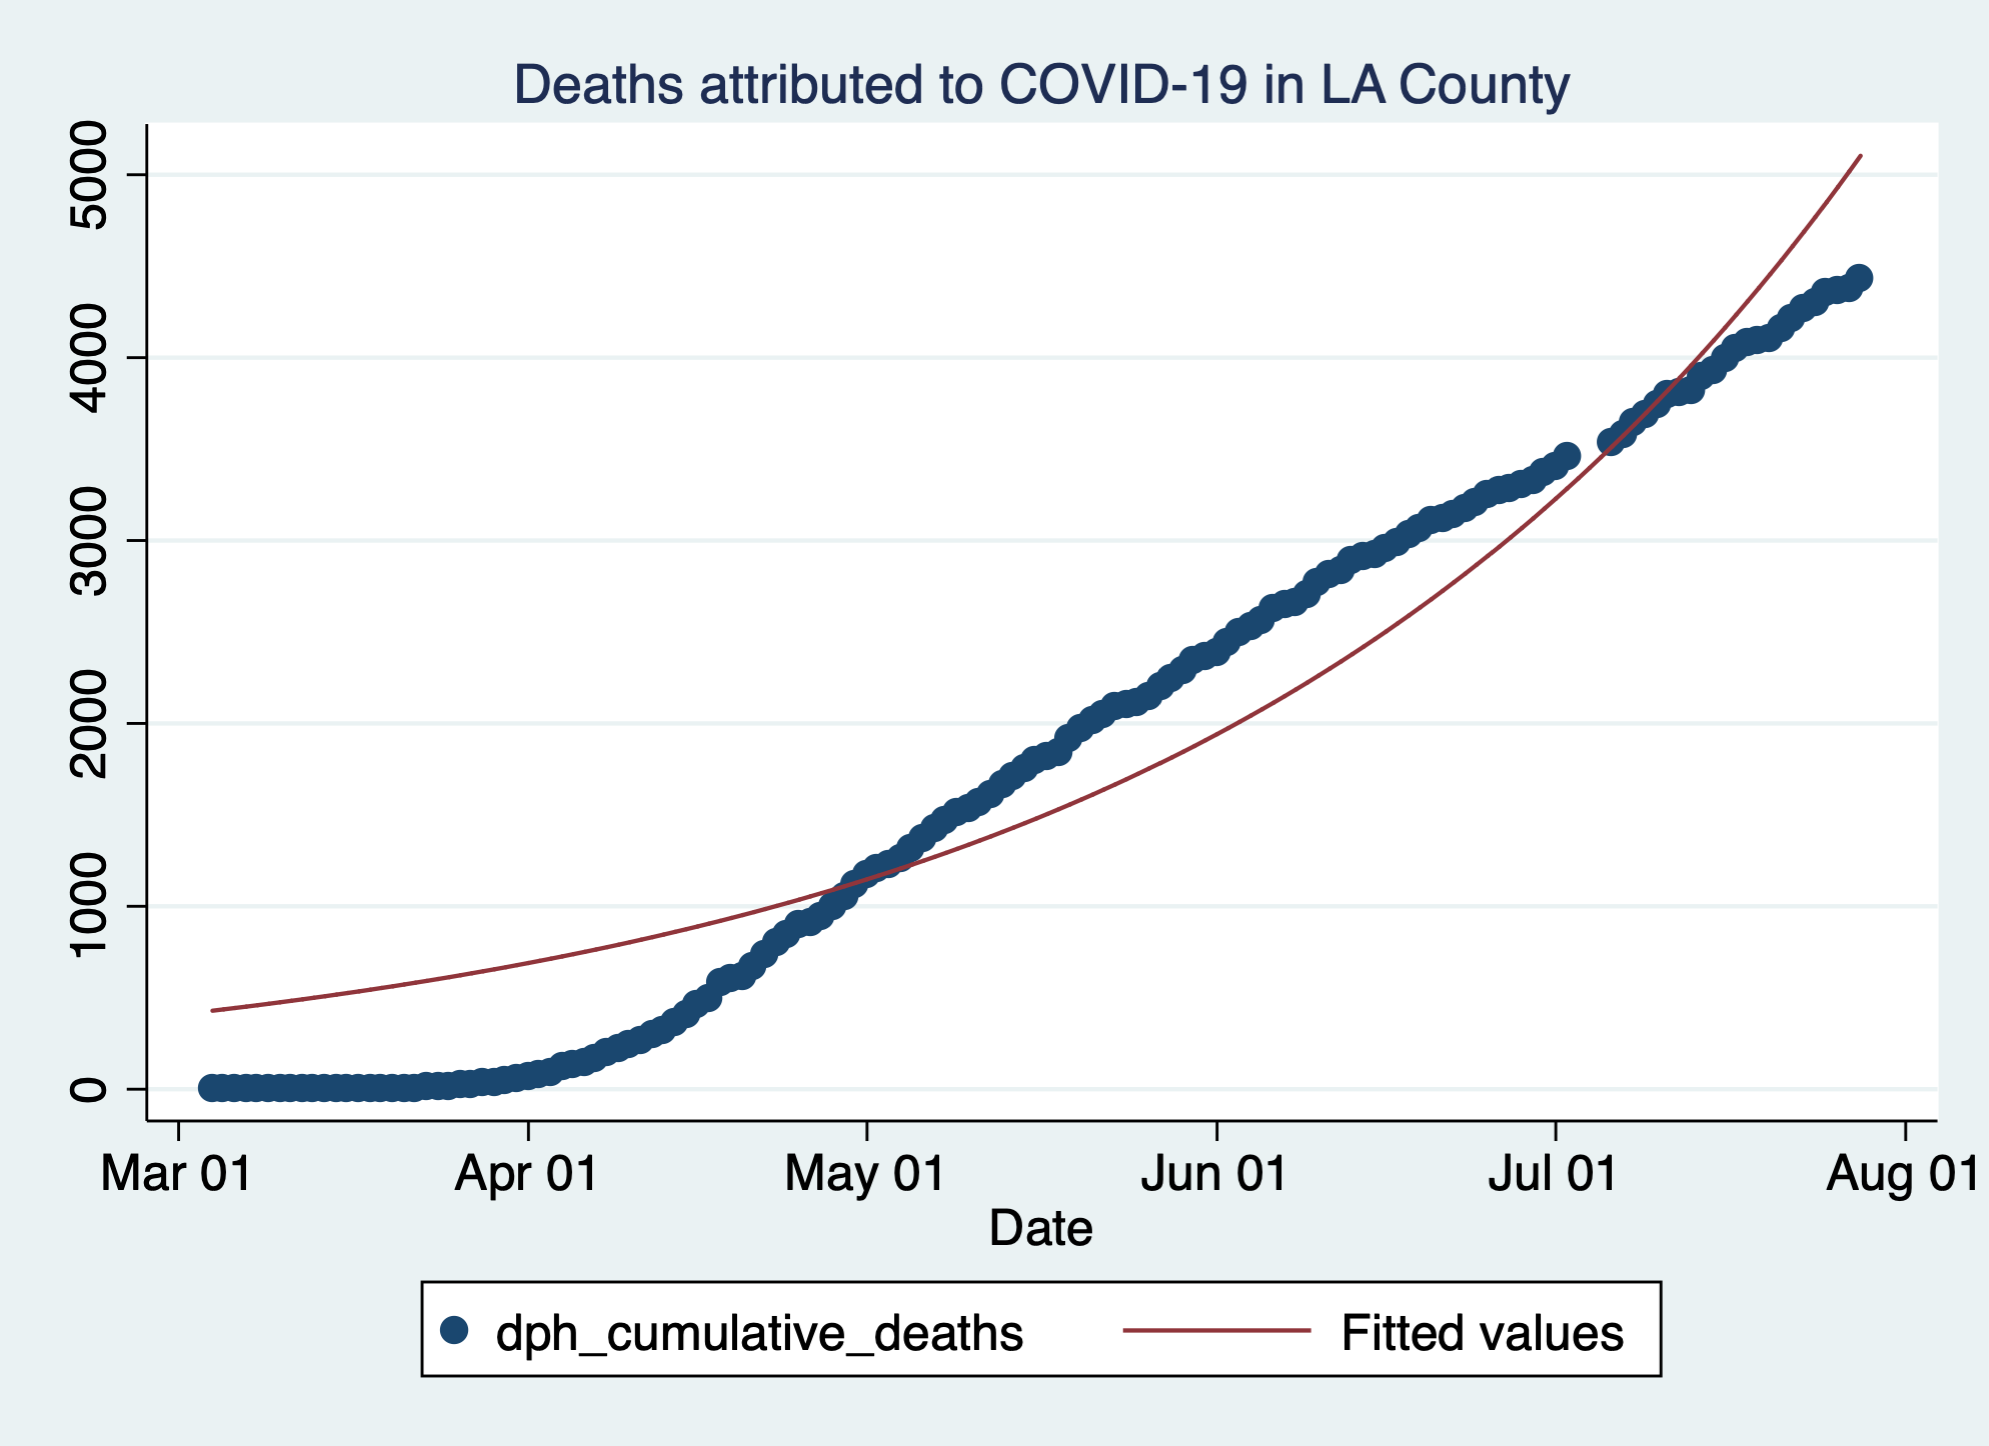 Deaths attributed to COVID-19 in LA County
5000
4000
3000
2000
1000
0
Mar 01 Apr 01 May 01 Jun 01 Jul 01 Aug 01
Date
dph_cumulative_deaths Fitted values